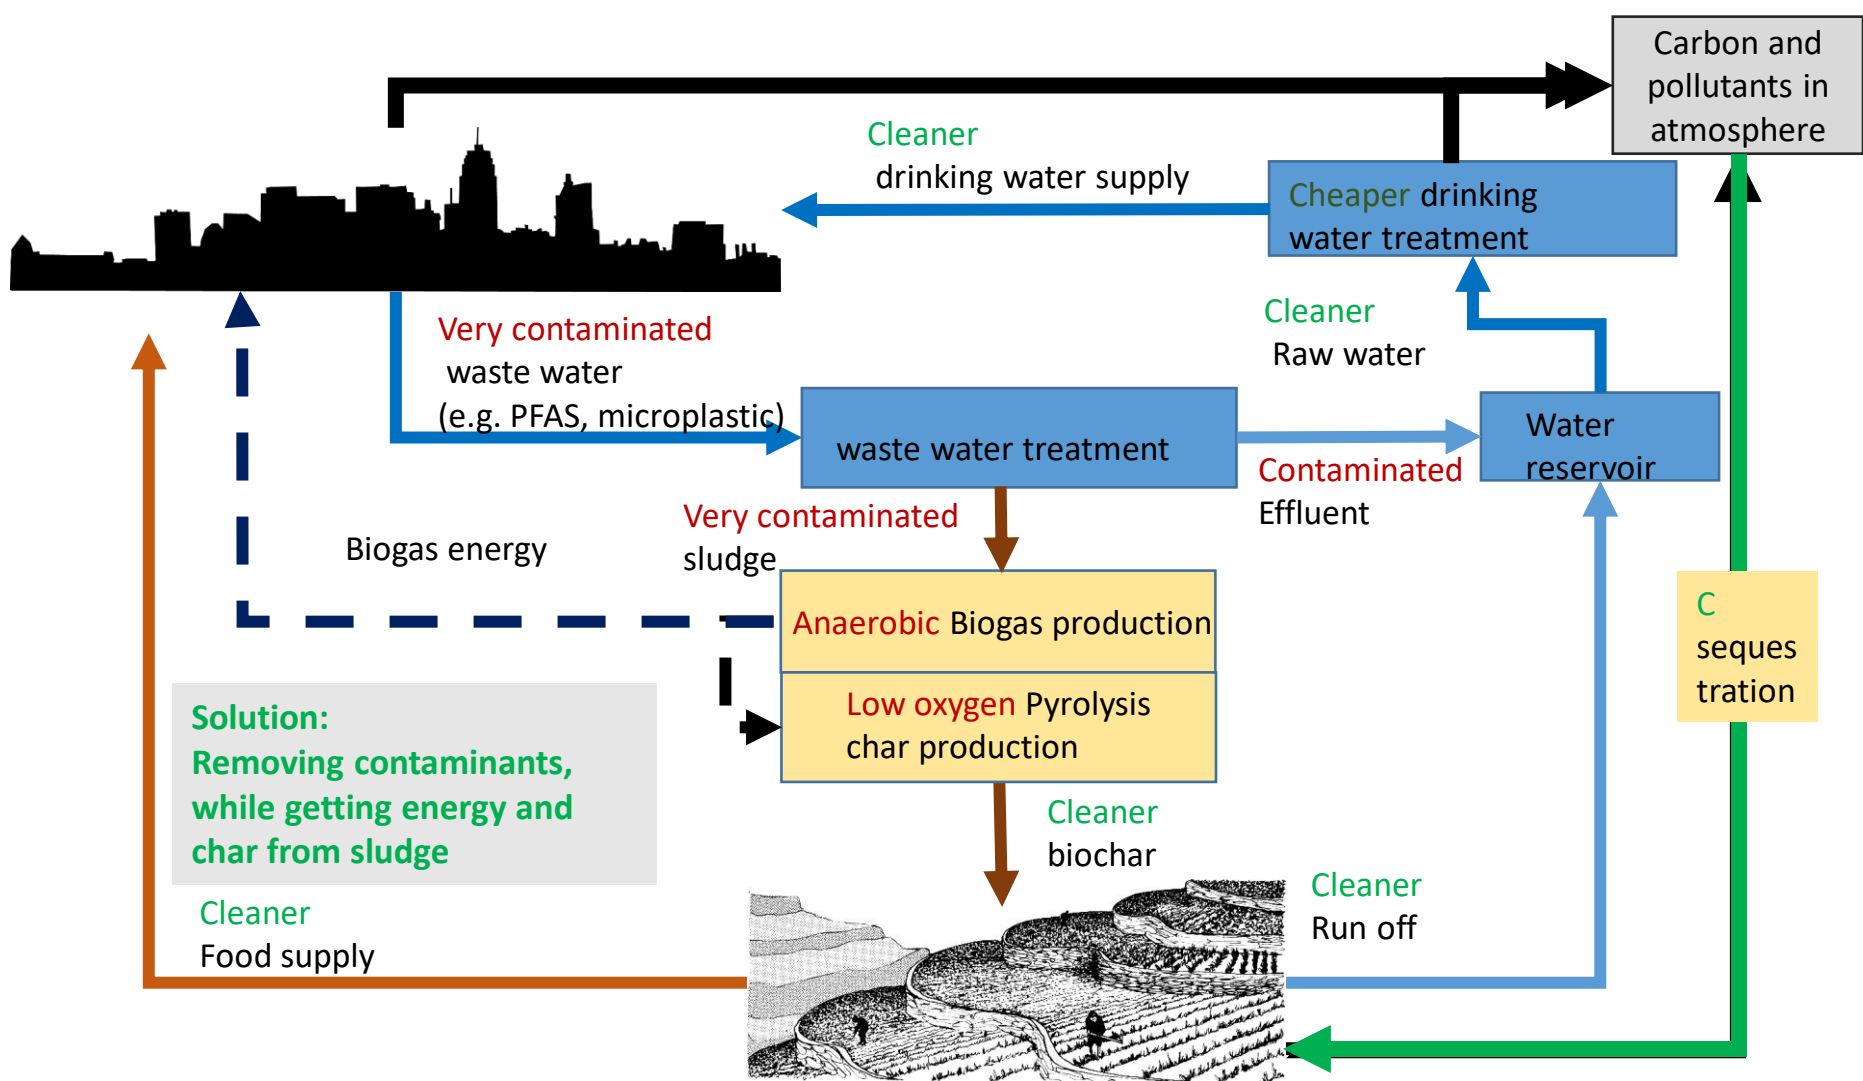 Carbon and
pollutants in
atmosphere
Cleaner
drinking water supply
Cheaper drinking
water treatment
Cleaner
Raw water
Very contaminated
waste water
(e.g. PFAS, microplastic)
waste water treatment
Water
reservoir
Contaminated
Effluent
Very contaminated
sludge
Biogas energy
Anaerobic Biogas production
Low oxygen Pyrolysis
char production
C
seques
tration
Solution:
Removing contaminants,
while getting energy and
char from sludge
Cleaner
biochar
Cleaner
Food supply
Cleaner
Run off